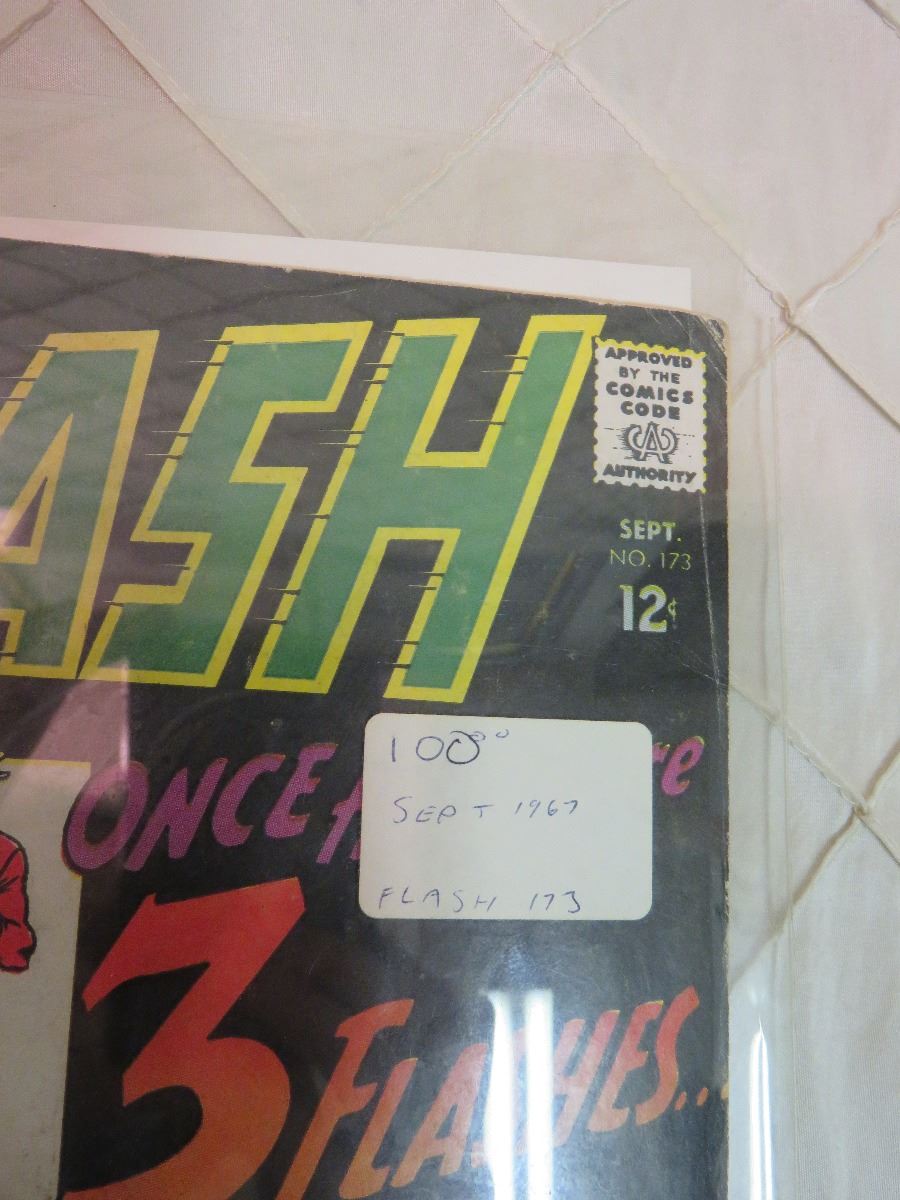 ASH
APPROVED
BY THE
COMICS
CODE
CA
AUTHORITY
SEPT.
NO. 173
12¢
ONCE
100⁰⁰
SEPT 1967
FLASH 173
3
FLASHES...